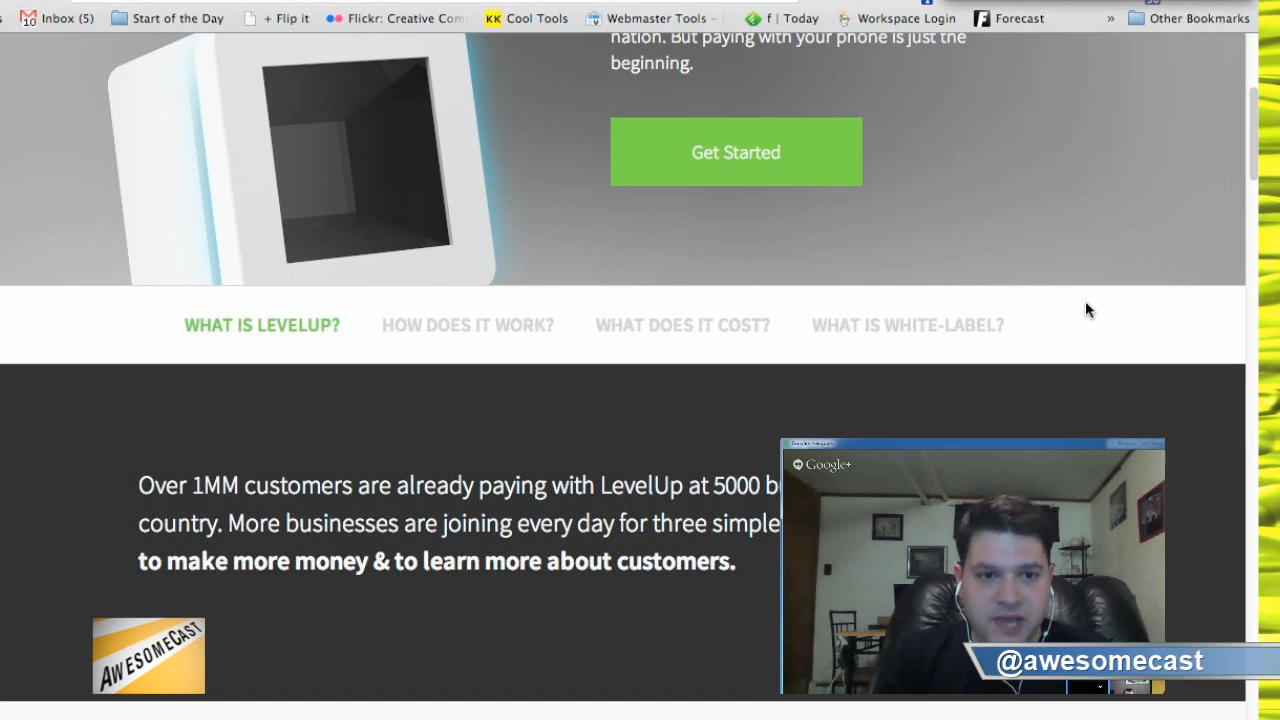 10
Inbox (5)
Start of the Day
+ Flip it
Flickr: Creative Com
KK Cool Tools
Webmaster Tools –
f | Today
Workspace Login
Forecast
»
Other Bookmarks
nation. But paying with your phone is just the
beginning.
Get Started
WHAT IS LEVELUP?
HOW DOES IT WORK?
WHAT DOES IT COST?
WHAT IS WHITE-LABEL?
Over 1MM customers are already paying with LevelUp at 5000 b
country. More businesses are joining every day for three simple
to make more money & to learn more about customers.
Google+
AWESOMECAST
@awesomecast